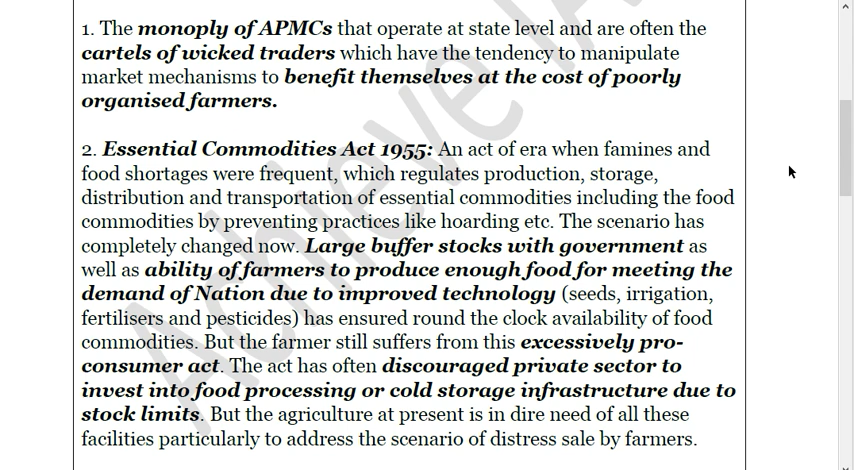 1. The monoply of APMCs that operate at state level and are often the
cartels of wicked traders which have the tendency to manipulate
market mechanisms to benefit themselves at the cost of poorly
organised farmers.
2. Essential Commodities Act 1955: An act of era when famines and
food shortages were frequent, which regulates production, storage,
distribution and transportation of essential commodities including the food
commodities by preventing practices like hoarding etc. The scenario has
completely changed now. Large buffer stocks with government as
well as ability of farmers to produce enough food for meeting the
demand of Nation due to improved technology (seeds, irrigation,
fertilisers and pesticides) has ensured round the clock availability of food
commodities. But the farmer still suffers from this excessively pro-
consumer act. The act has often discouraged private sector to
invest into food processing or cold storage infrastructure due to
stock limits. But the agriculture at present is in dire need of all these
facilities particularly to address the scenario of distress sale by farmers.
Achieve IA